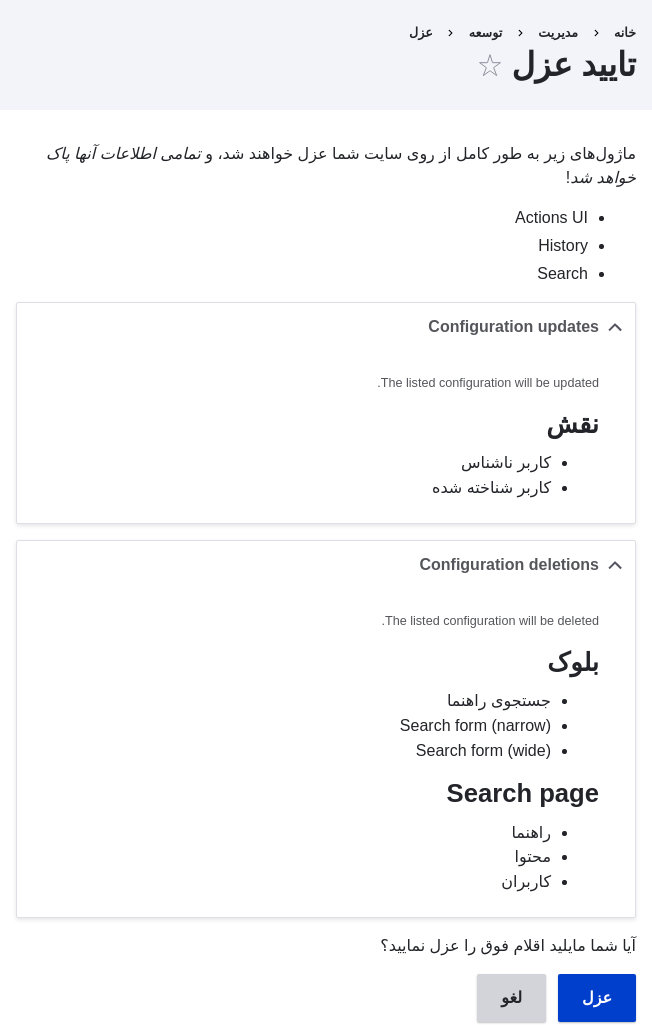 خانه › مدیریت › توسعه › عزل
تایید عزل ☆
ماژول‌های زیر به طور کامل از روی سایت شما عزل خواهند شد، و تمامی اطلاعات آنها پاک
خواهد شد!
Actions UI
History
Search
Configuration updates
The listed configuration will be updated.
نقش
کاربر ناشناس
کاربر شناخته شده
Configuration deletions
The listed configuration will be deleted.
بلوک
جستجوی راهنما
Search form (narrow)
Search form (wide)
Search page
راهنما
محتوا
کاربران
آیا شما مایلید اقلام فوق را عزل نمایید؟
عزل لغو